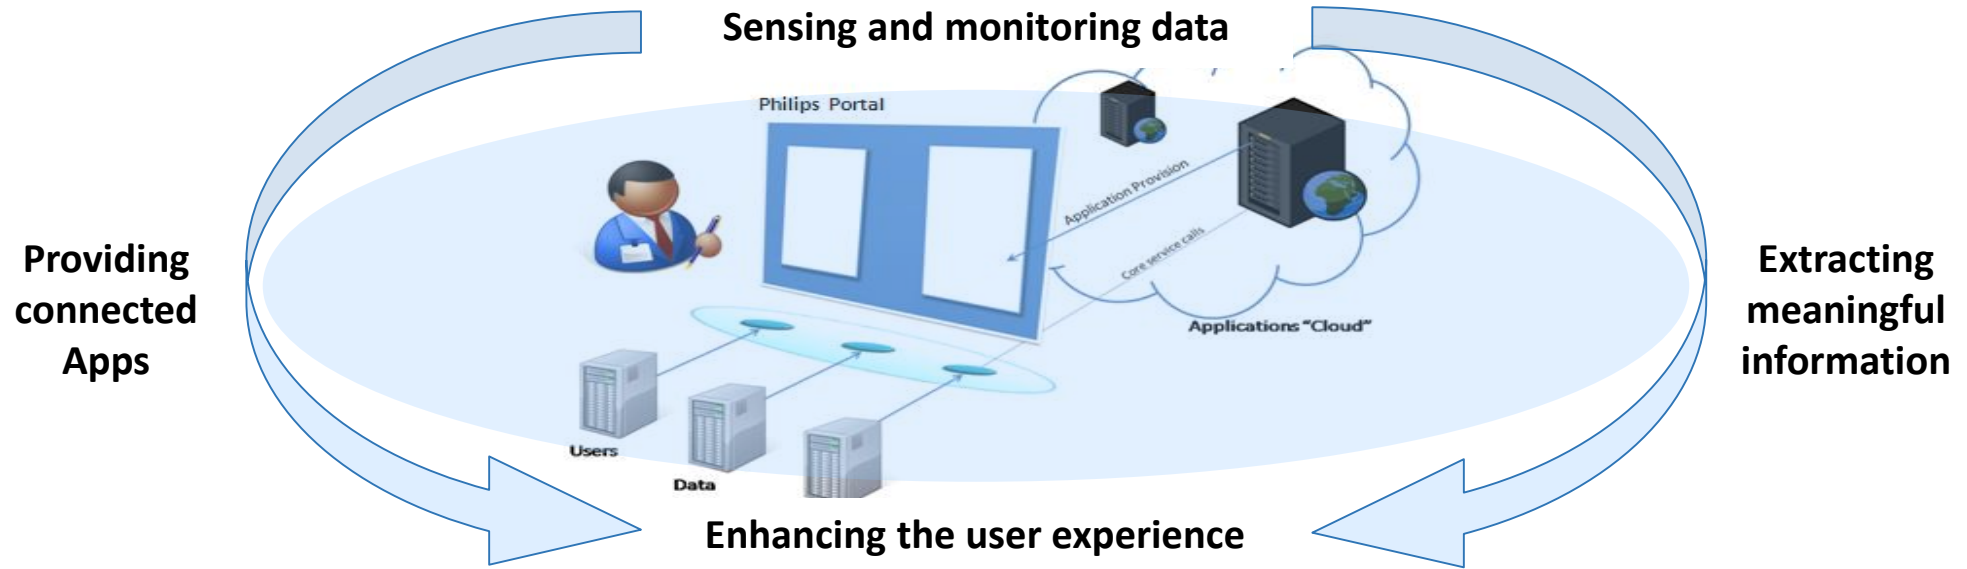 Sensing and monitoring data
Philips Portal
Application Provision
Core service calls
Applications "Cloud"
Providing
connected
Apps
Extracting
meaningful
information
Users
Data
Enhancing the user experience